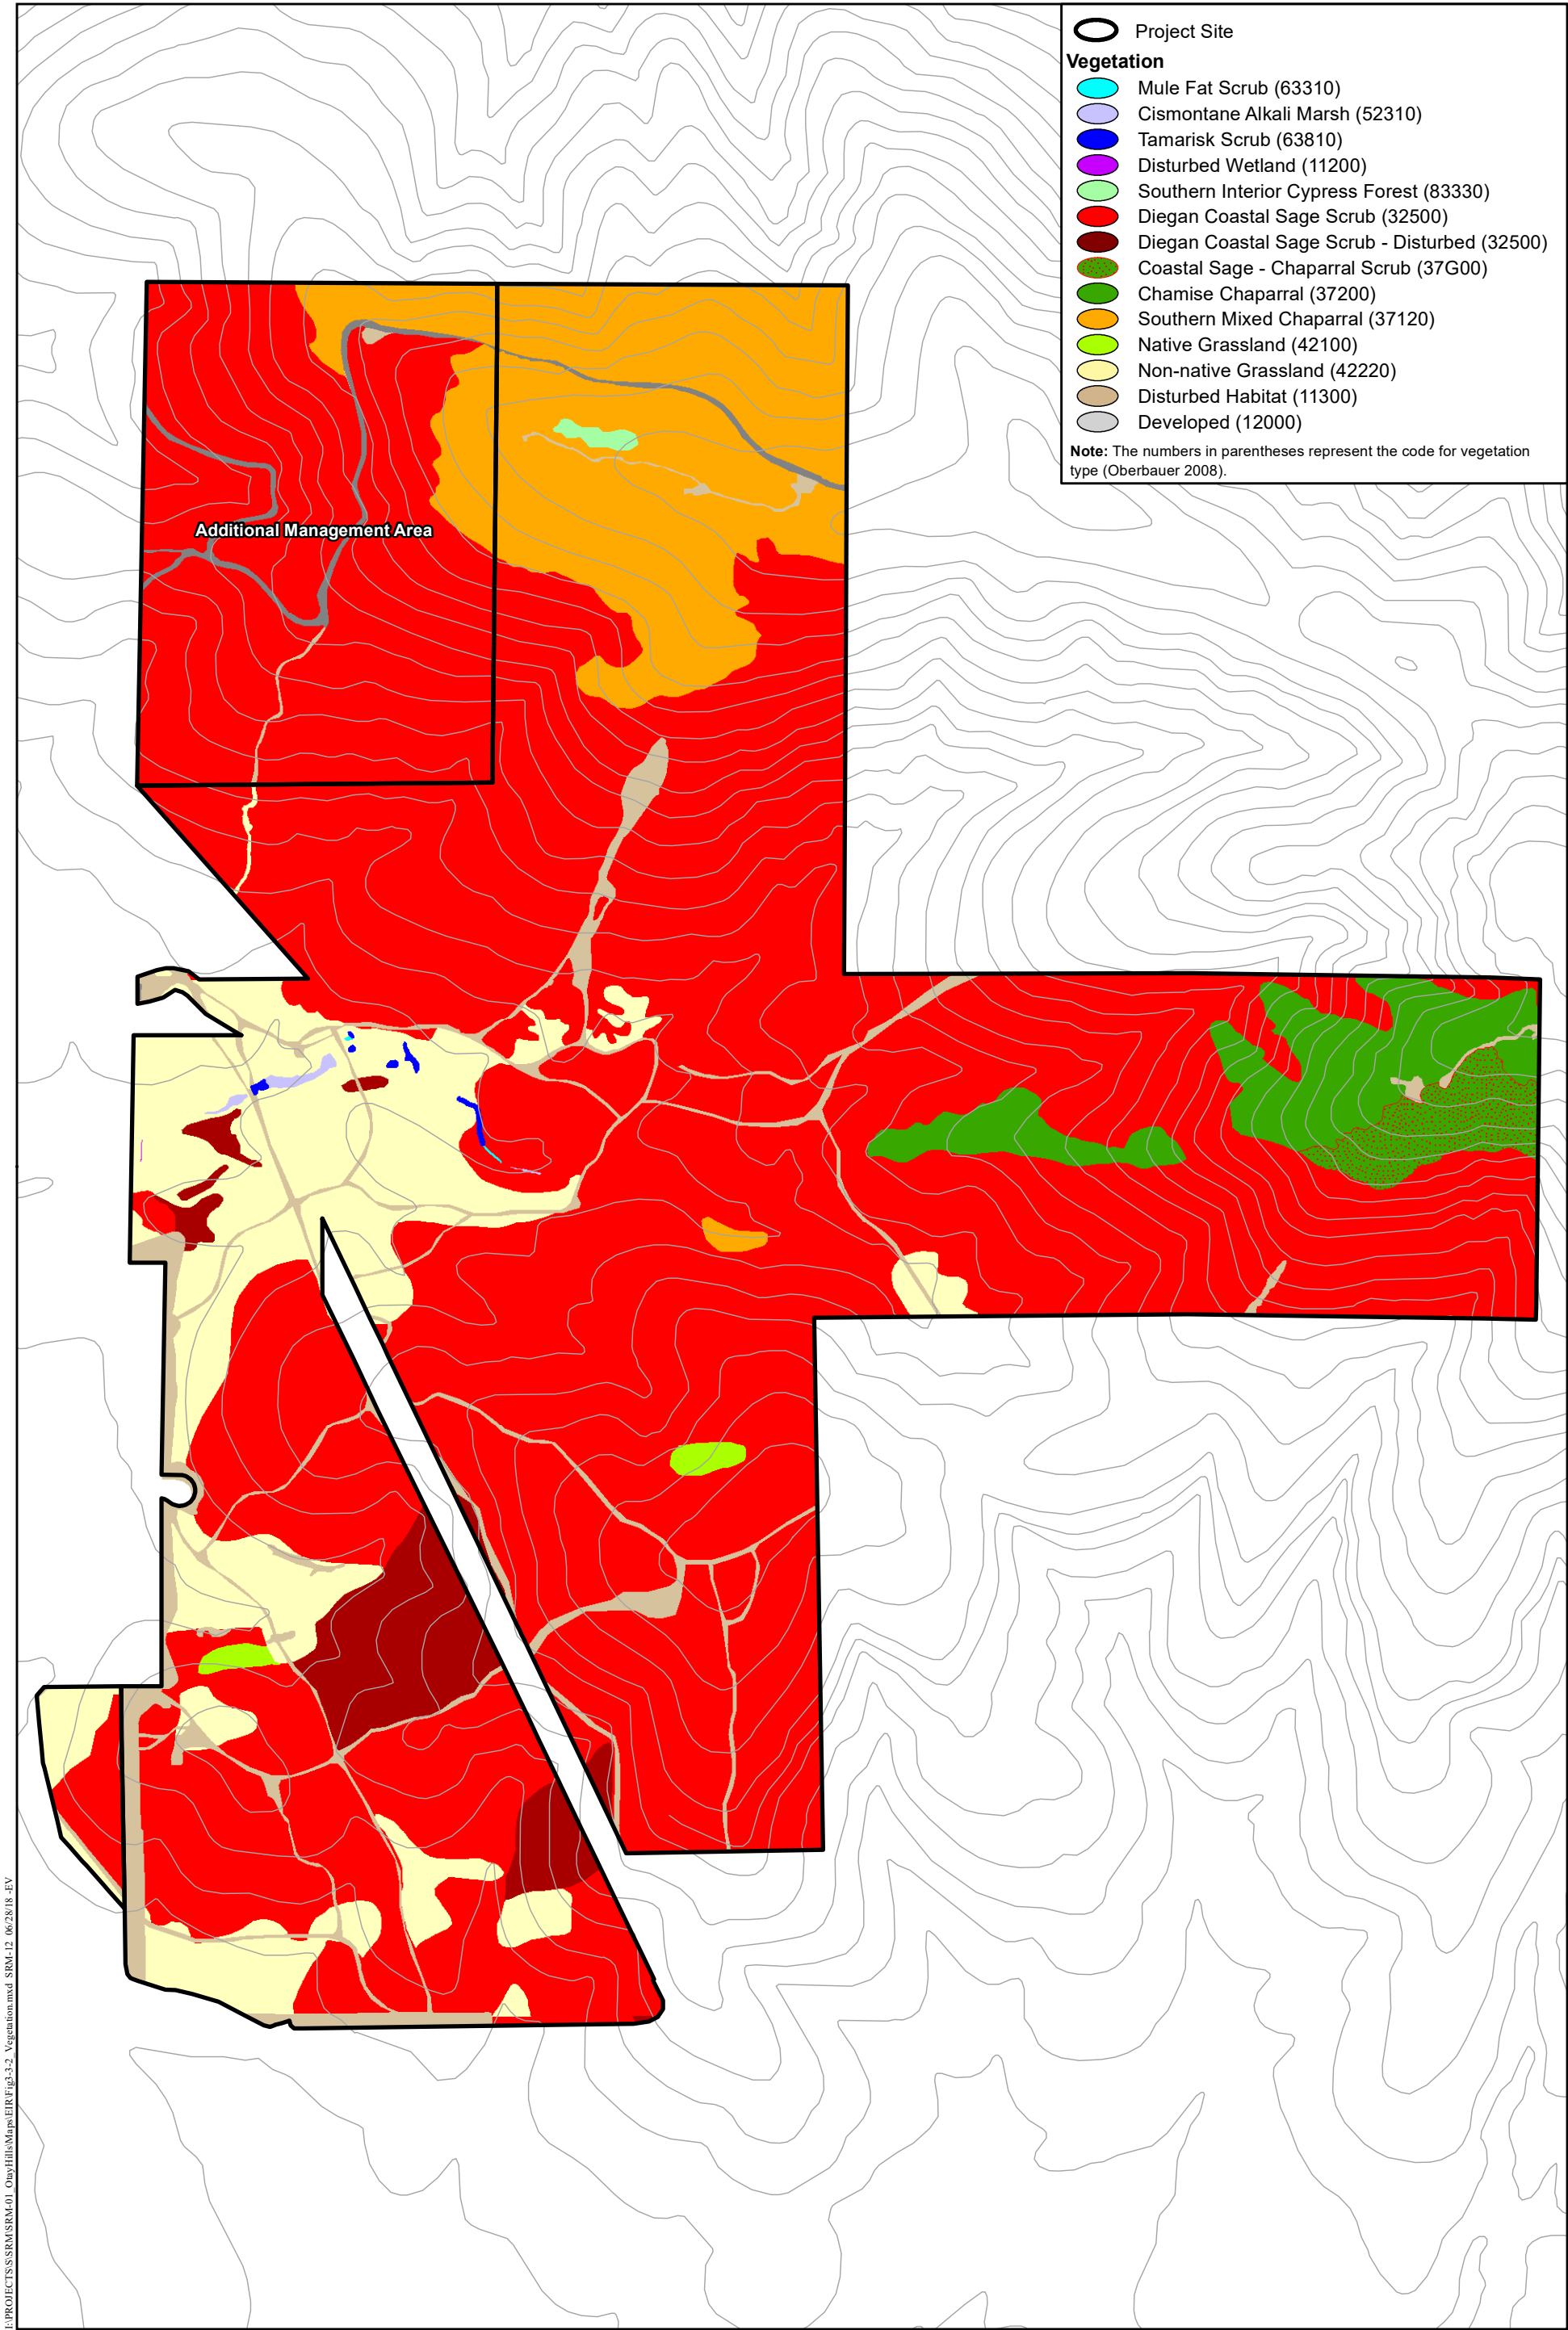 Project Site
Vegetation
Mule Fat Scrub (63310)
Cismontane Alkali Marsh (52310)
Tamarisk Scrub (63810)
Disturbed Wetland (11200)
Southern Interior Cypress Forest (83330)
Diegan Coastal Sage Scrub (32500)
Diegan Coastal Sage Scrub - Disturbed (32500)
Coastal Sage - Chaparral Scrub (37G00)
Chamise Chaparral (37200)
Southern Mixed Chaparral (37120)
Native Grassland (42100)
Non-native Grassland (42220)
Disturbed Habitat (11300)
Developed (12000)
Note: The numbers in parentheses represent the code for vegetation
type (Oberbauer 2008).
Additional Management Area
I:\PROJECTS\S\SRM\SRM-01_OtayHills\Maps\EIR\Fig3-3-2_Vegetation.mxd SRM-12 06/28/18 -EV